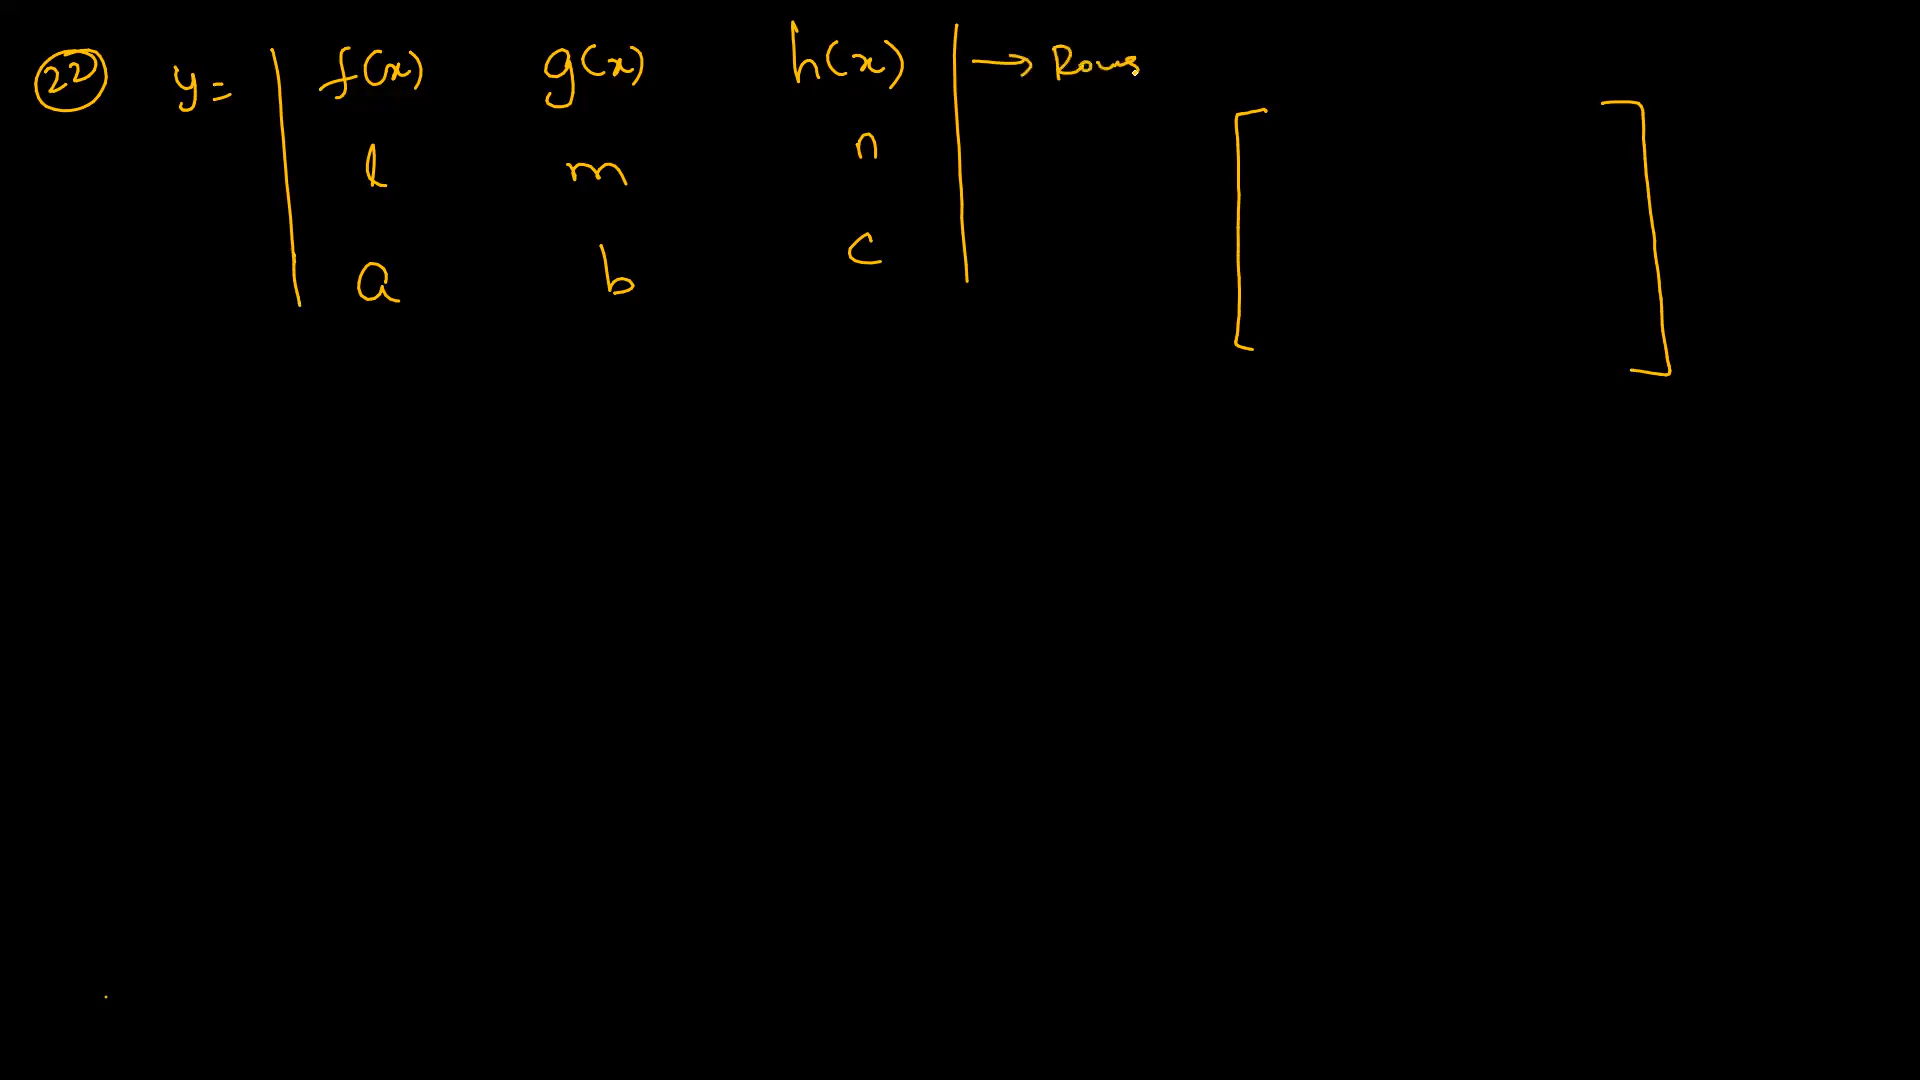 22 y = | f(x) g(x) h(x) | → Rows
l m n
a b c